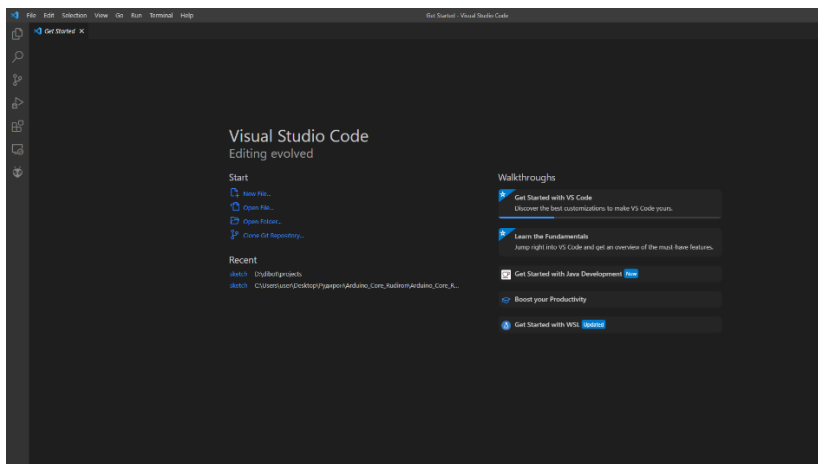 File Edit Selection View Go Run Terminal Help
Get Started - Visual Studio Code
Get Started
Visual Studio Code
Editing evolved
Start
New File...
Open File...
Open Folder...
Clone Git Repository...
Recent
sketch D:\dibot\projects
sketch C:\Users\user\Desktop\Рудирон\Arduino_Core_Rudirom\Arduino_Core_R...
Walkthroughs
Get Started with VS Code
Discover the best customizations to make VS Code yours.
Learn the Fundamentals
Jump right into VS Code and get an overview of the must-have features.
Get Started with Java Development New
Boost your Productivity
Get Started with WSL Updated